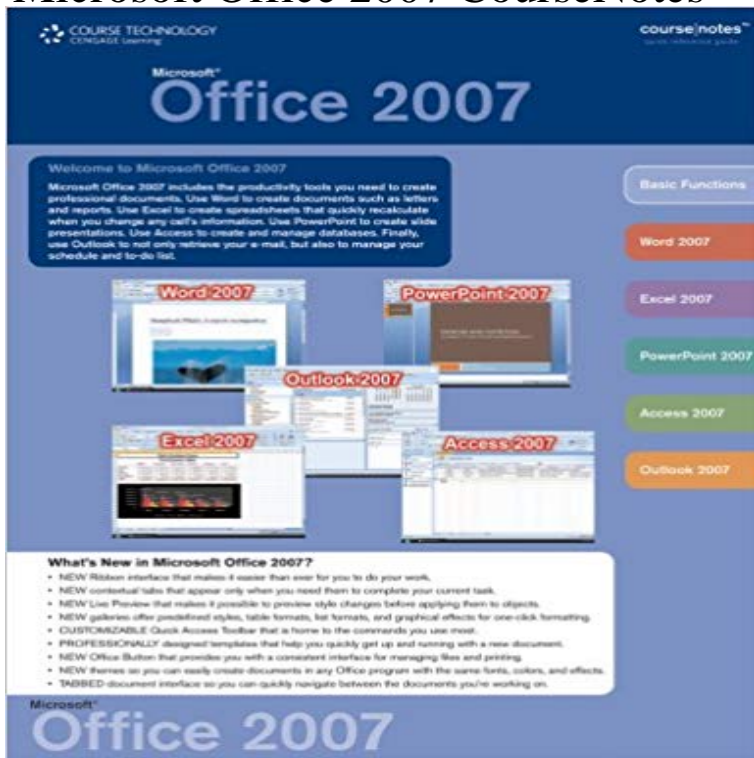 Microsoft Office 2007 CourseNotes
COURSE TECHNOLOGY
CENGAGE Learning
course|notes™
quick reference guide
Microsoft®
Office 2007
Welcome to Microsoft Office 2007
Microsoft Office 2007 includes the productivity tools you need to create
professional documents. Use Word to create documents such as letters
and reports. Use Excel to create spreadsheets that quickly recalculate
when you change any cell's information. Use PowerPoint to create slide
presentations. Use Access to create and manage databases. Finally,
use Outlook to not only retrieve your e-mail, but also to manage your
schedule and to-do list.
Basic Functions
Word 2007
Excel 2007
PowerPoint 2007
Access 2007
Outlook 2007
Word 2007
PowerPoint 2007
Outlook 2007
Excel 2007
Access 2007
What's New in Microsoft Office 2007?
• NEW Ribbon interface that makes it easier than ever for you to do your work.
• NEW contextual tabs that appear only when you need them to complete your current task.
• NEW Live Preview that makes it possible to preview style changes before applying them to objects.
• NEW galleries offer predefined styles, table formats, list formats, and graphical effects for one-click formatting.
• CUSTOMIZABLE Quick Access Toolbar that is home to the commands you use most.
• PROFESSIONALLY designed templates that help you quickly get up and running with a new document.
• NEW Office Button that provides you with a consistent interface for managing files and printing.
• NEW themes so you can easily create documents in any Office program with the same fonts, colors, and effects.
• TABBED document interface so you can quickly navigate between the documents you're working on.
Microsoft®
Office 2007